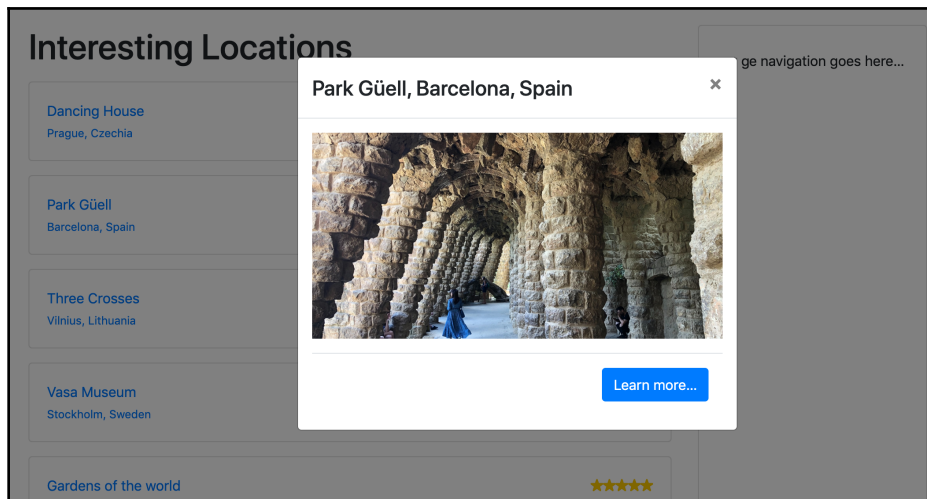 Interesting Locations
ge navigation goes here...
Park Güell, Barcelona, Spain
×
Dancing House
Prague, Czechia
Park Güell
Barcelona, Spain
Three Crosses
Vilnius, Lithuania
Learn more...
Vasa Museum
Stockholm, Sweden
Gardens of the world